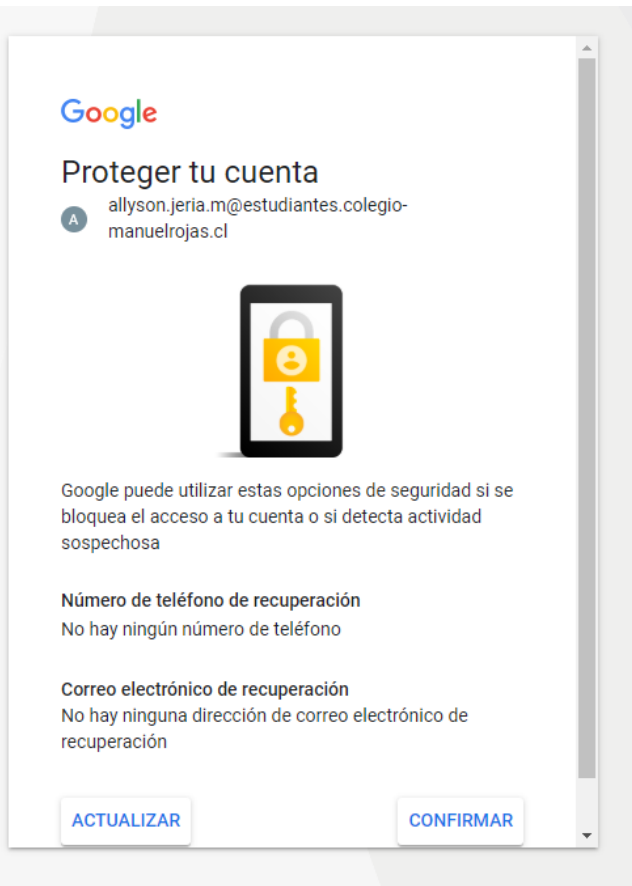 Google
Proteger tu cuenta
A
allyson.jeria.m@estudiantes.colegio-
manuelrojas.cl
Google puede utilizar estas opciones de seguridad si se
bloquea el acceso a tu cuenta o si detecta actividad
sospechosa
Número de teléfono de recuperación
No hay ningún número de teléfono
Correo electrónico de recuperación
No hay ninguna dirección de correo electrónico de
recuperación
ACTUALIZAR
CONFIRMAR